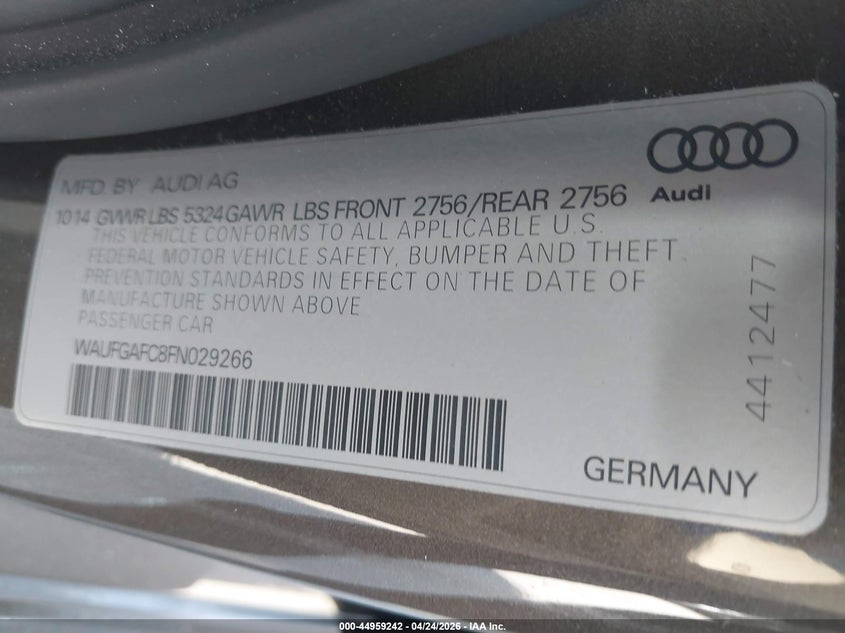 MFD. BY AUDI AG
Audi
1014 GVWR LBS 5324 GAWR LBS FRONT 2756/REAR 2756
THIS VEHICLE CONFORMS TO ALL APPLICABLE U.S.
FEDERAL MOTOR VEHICLE SAFETY, BUMPER AND THEFT
PREVENTION STANDARDS IN EFFECT ON THE DATE OF
MANUFACTURE SHOWN ABOVE
PASSENGER CAR
WAUFGAFC8FN029266
4412477
GERMANY
000-44959242 - 04/24/2026 - IAA Inc.